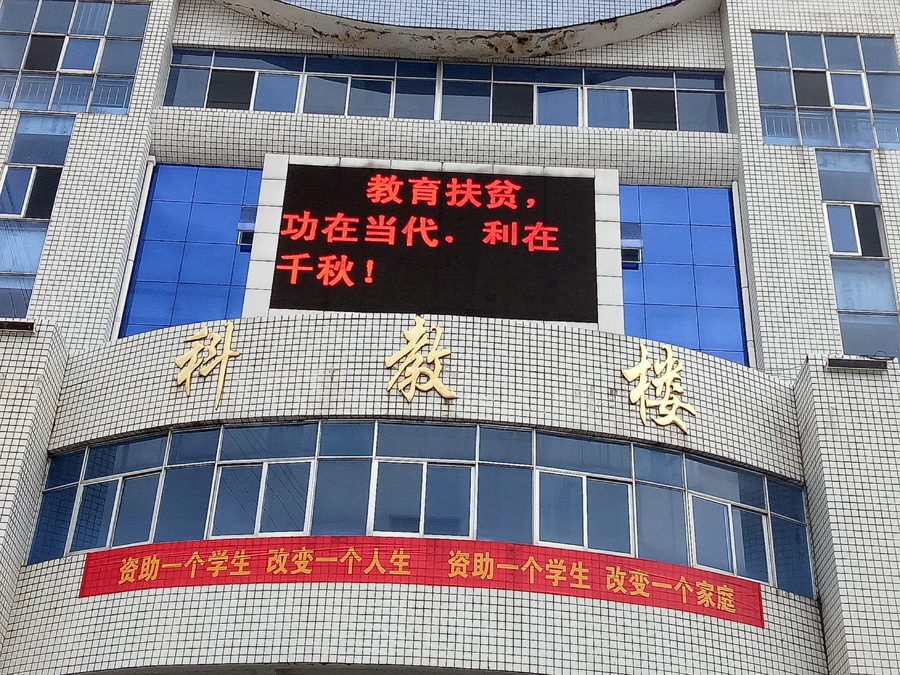 教育扶贫，
功在当代．利在
千秋！
科教楼
资助一个学生 改变一个人生 资助一个学生 改变一个家庭